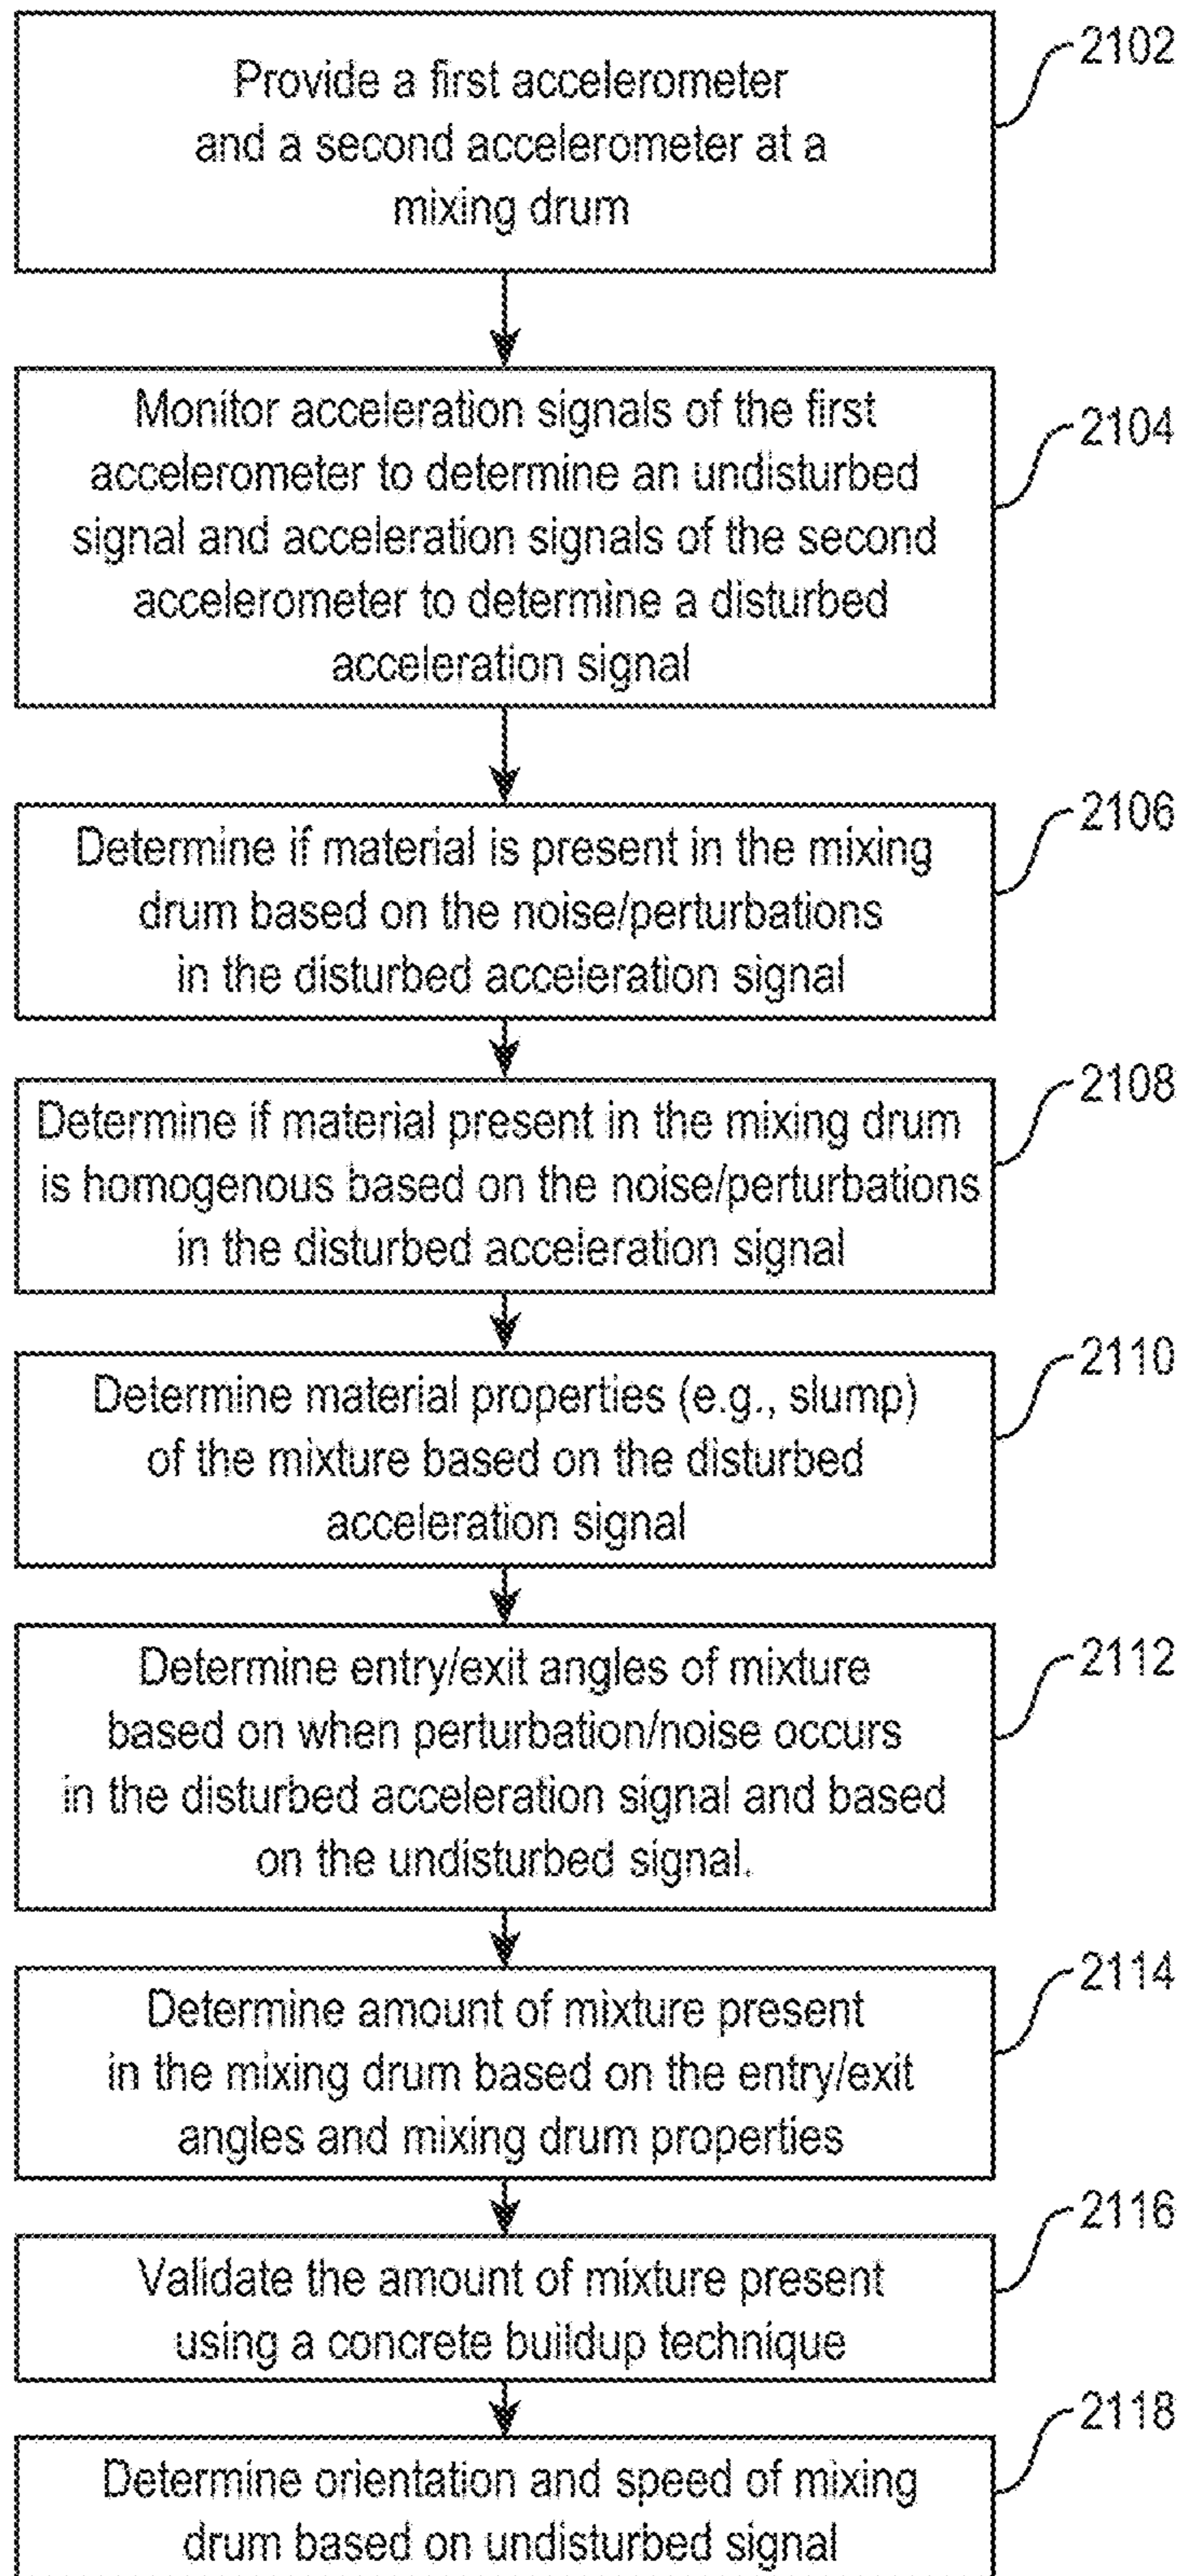 Provide a first accelerometer
and a second accelerometer at a
mixing drum
2102
Monitor acceleration signals of the first
accelerometer to determine an undisturbed
signal and acceleration signals of the second
accelerometer to determine a disturbed
acceleration signal
2104
Determine if material is present in the mixing
drum based on the noise/perturbations
in the disturbed acceleration signal
2106
Determine if material present in the mixing drum
is homogenous based on the noise/perturbations
in the disturbed acceleration signal
2108
Determine material properties (e.g., slump)
of the mixture based on the disturbed
acceleration signal
2110
Determine entry/exit angles of mixture
based on when perturbation/noise occurs
in the disturbed acceleration signal and based
on the undisturbed signal.
2112
Determine amount of mixture present
in the mixing drum based on the entry/exit
angles and mixing drum properties
2114
Validate the amount of mixture present
using a concrete buildup technique
2116
Determine orientation and speed of mixing
drum based on undisturbed signal
2118